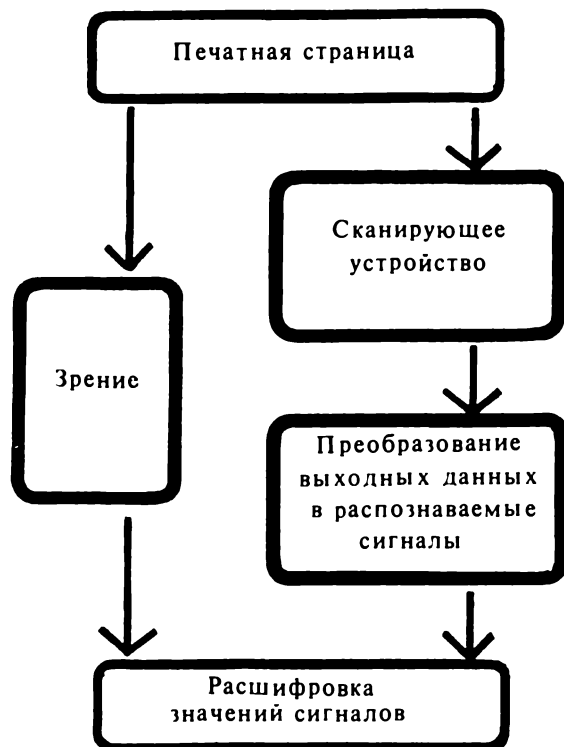 Печатная страница
Сканирующее
устройство
Зрение
Преобразование
выходных данных
в распознаваемые
сигналы
Расшифровка
значений сигналов